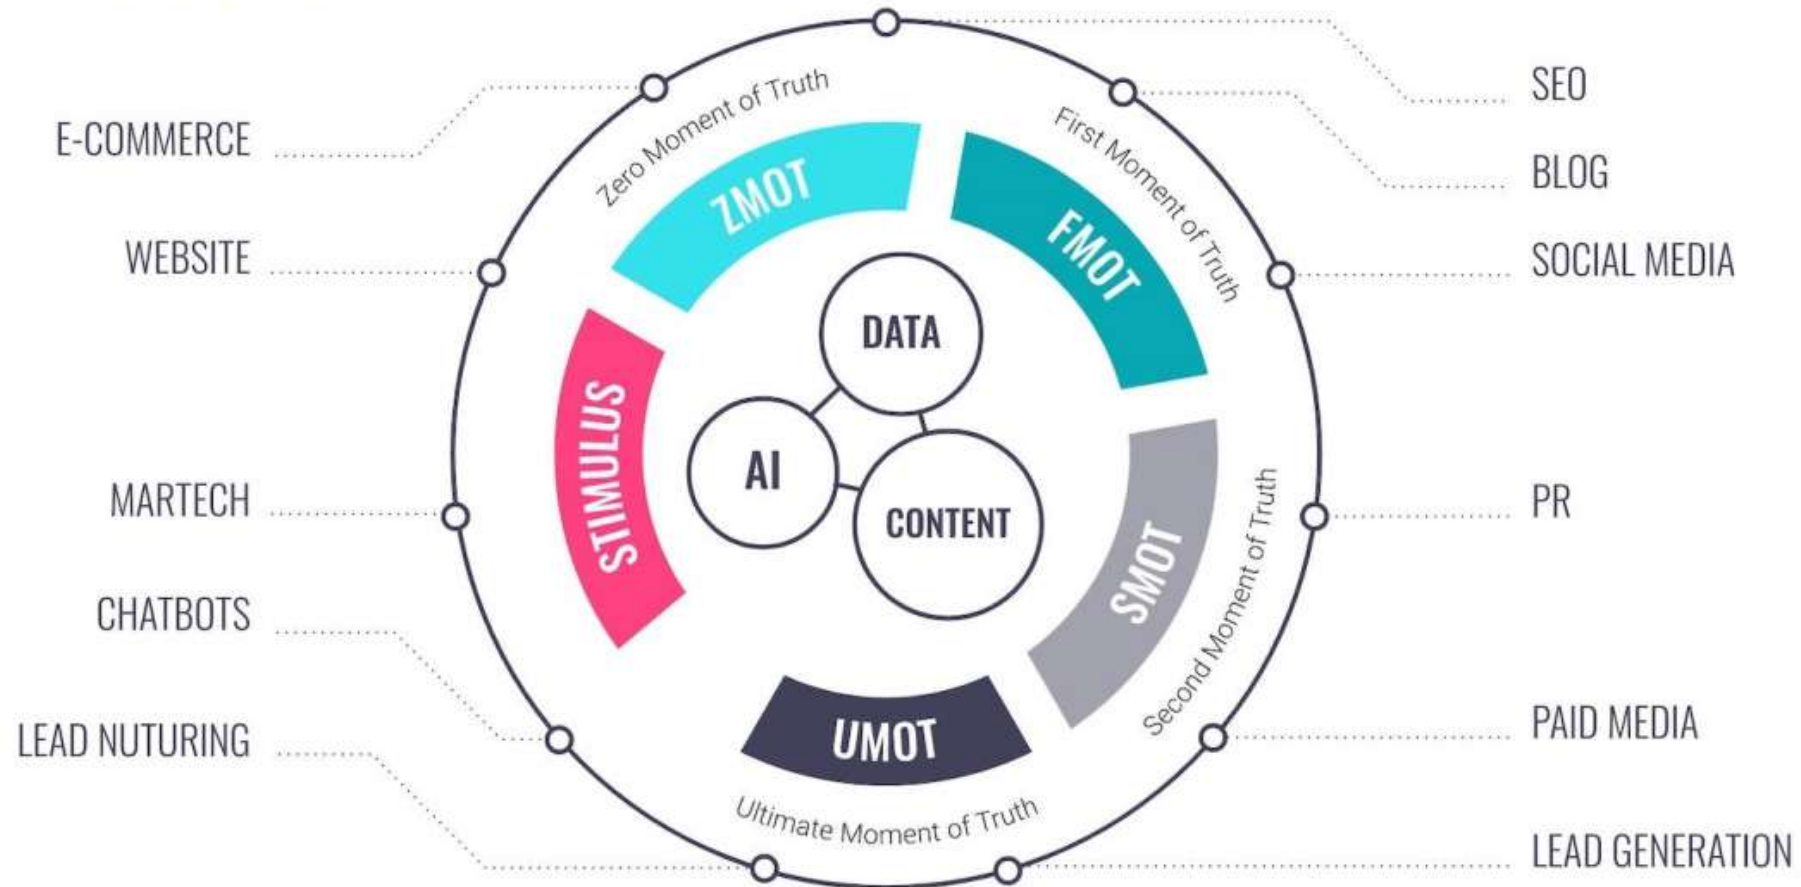 E-COMMERCE
WEBSITE
MARTECH
CHATBOTS
LEAD NUTURING
Zero Moment of Truth
ZMOT
First Moment of Truth
FMOT
STIMULUS
DATA
AI
CONTENT
SMOT
Second Moment of Truth
UMOT
Ultimate Moment of Truth
SEO
BLOG
SOCIAL MEDIA
PR
PAID MEDIA
LEAD GENERATION